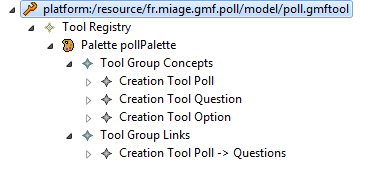 platform:/resource/fr.miage.gmf.poll/model/poll.gmftool
Tool Registry
Palette pollPalette
Tool Group Concepts
Creation Tool Poll
Creation Tool Question
Creation Tool Option
Tool Group Links
Creation Tool Poll -> Questions